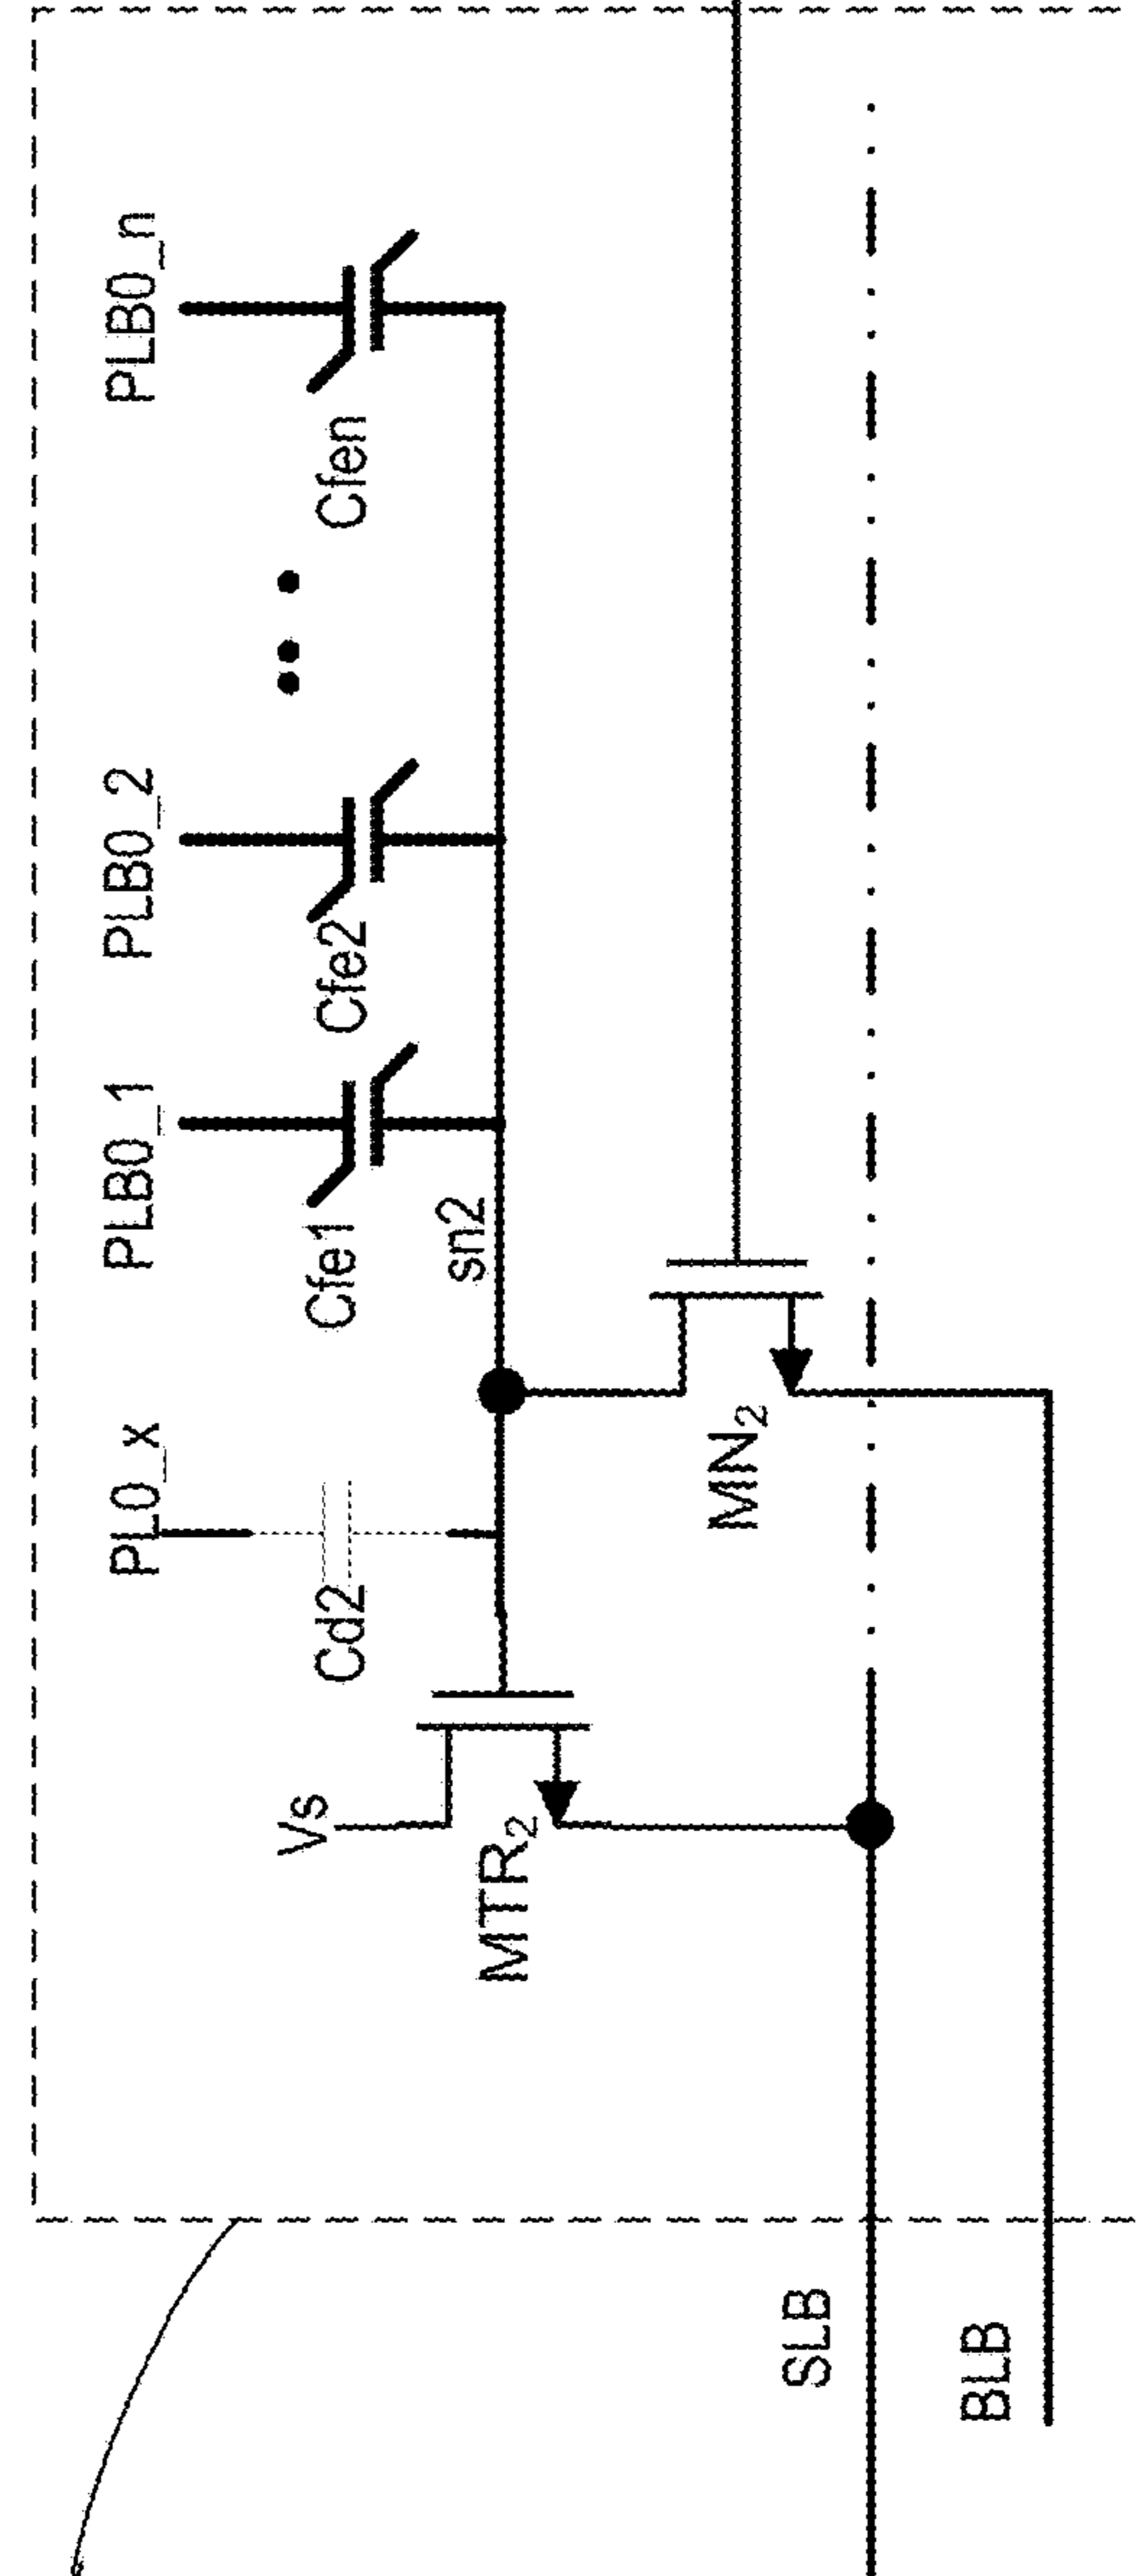 PLB0_n
Cfen
PLB0_2
Cfe2
PLB0_1
Cfe1
sn2
PL0_x
Cd2
MN₂
Vs
MTR₂
SLB
BLB